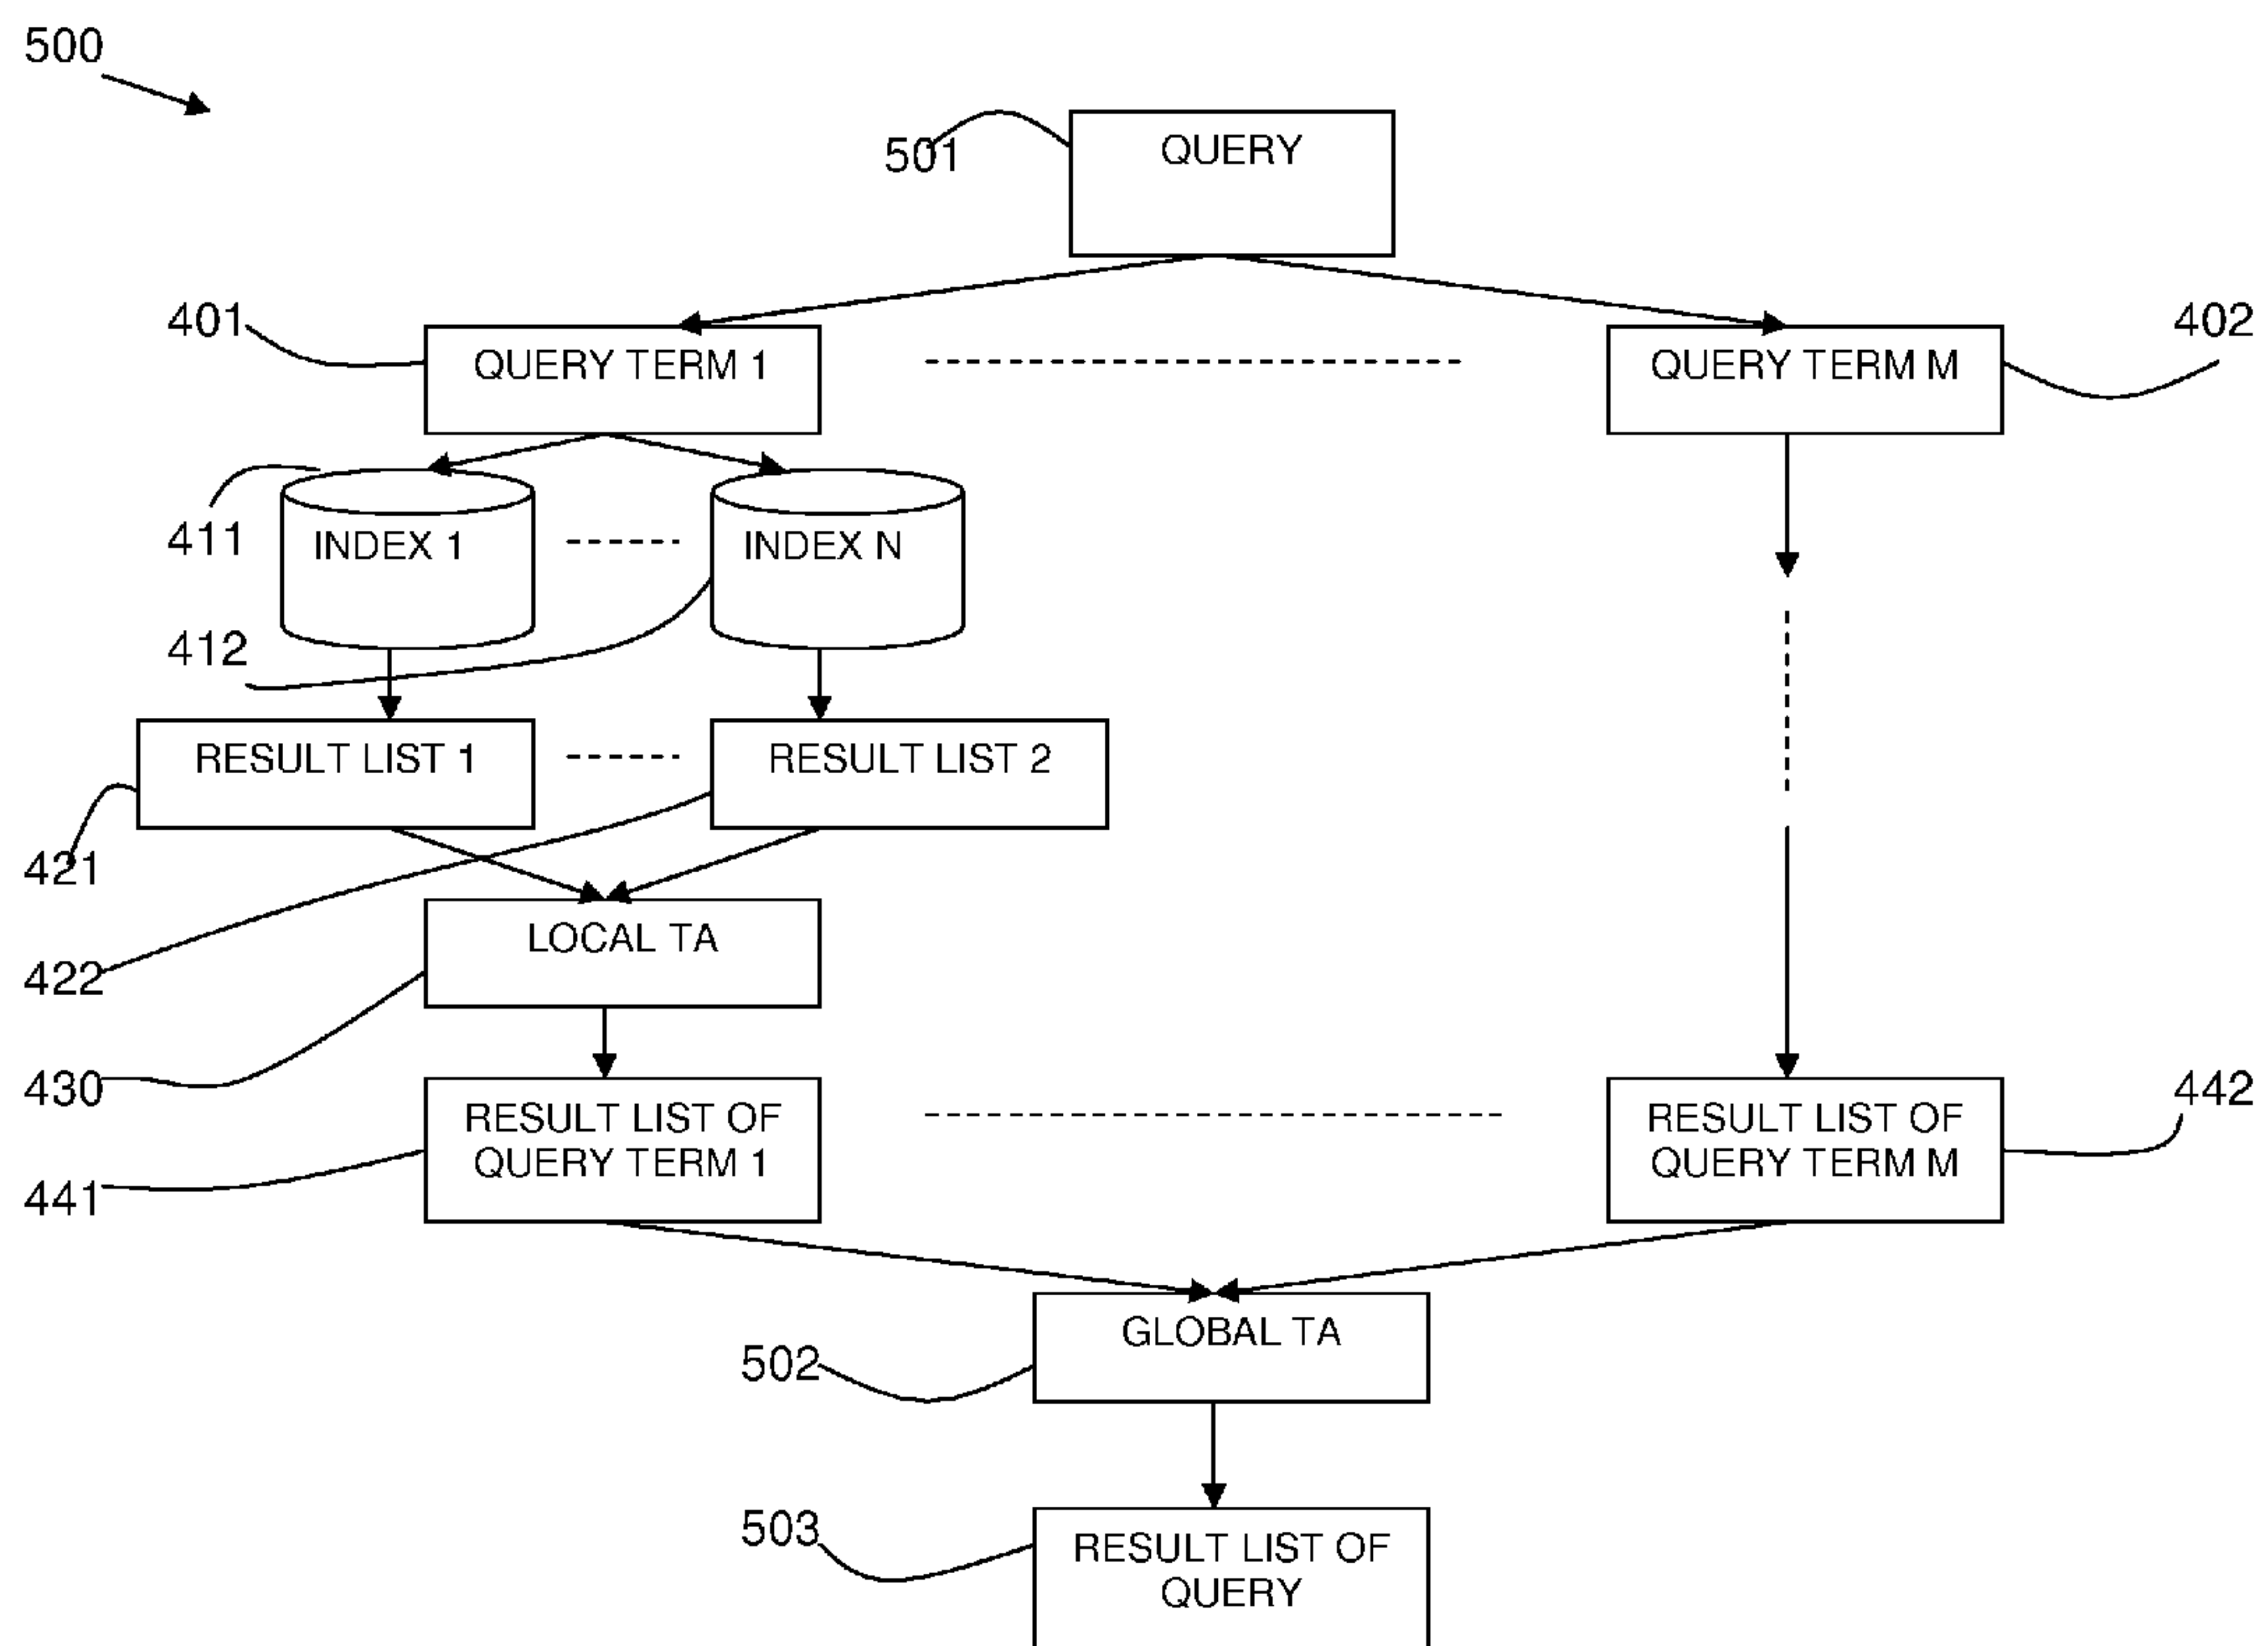 500
501
QUERY
401
QUERY TERM 1
QUERY TERM M
402
411
INDEX 1
INDEX N
412
RESULT LIST 1
RESULT LIST 2
421
LOCAL TA
422
430
RESULT LIST OF
QUERY TERM 1
RESULT LIST OF
QUERY TERM M
442
441
GLOBAL TA
502
503
RESULT LIST OF
QUERY